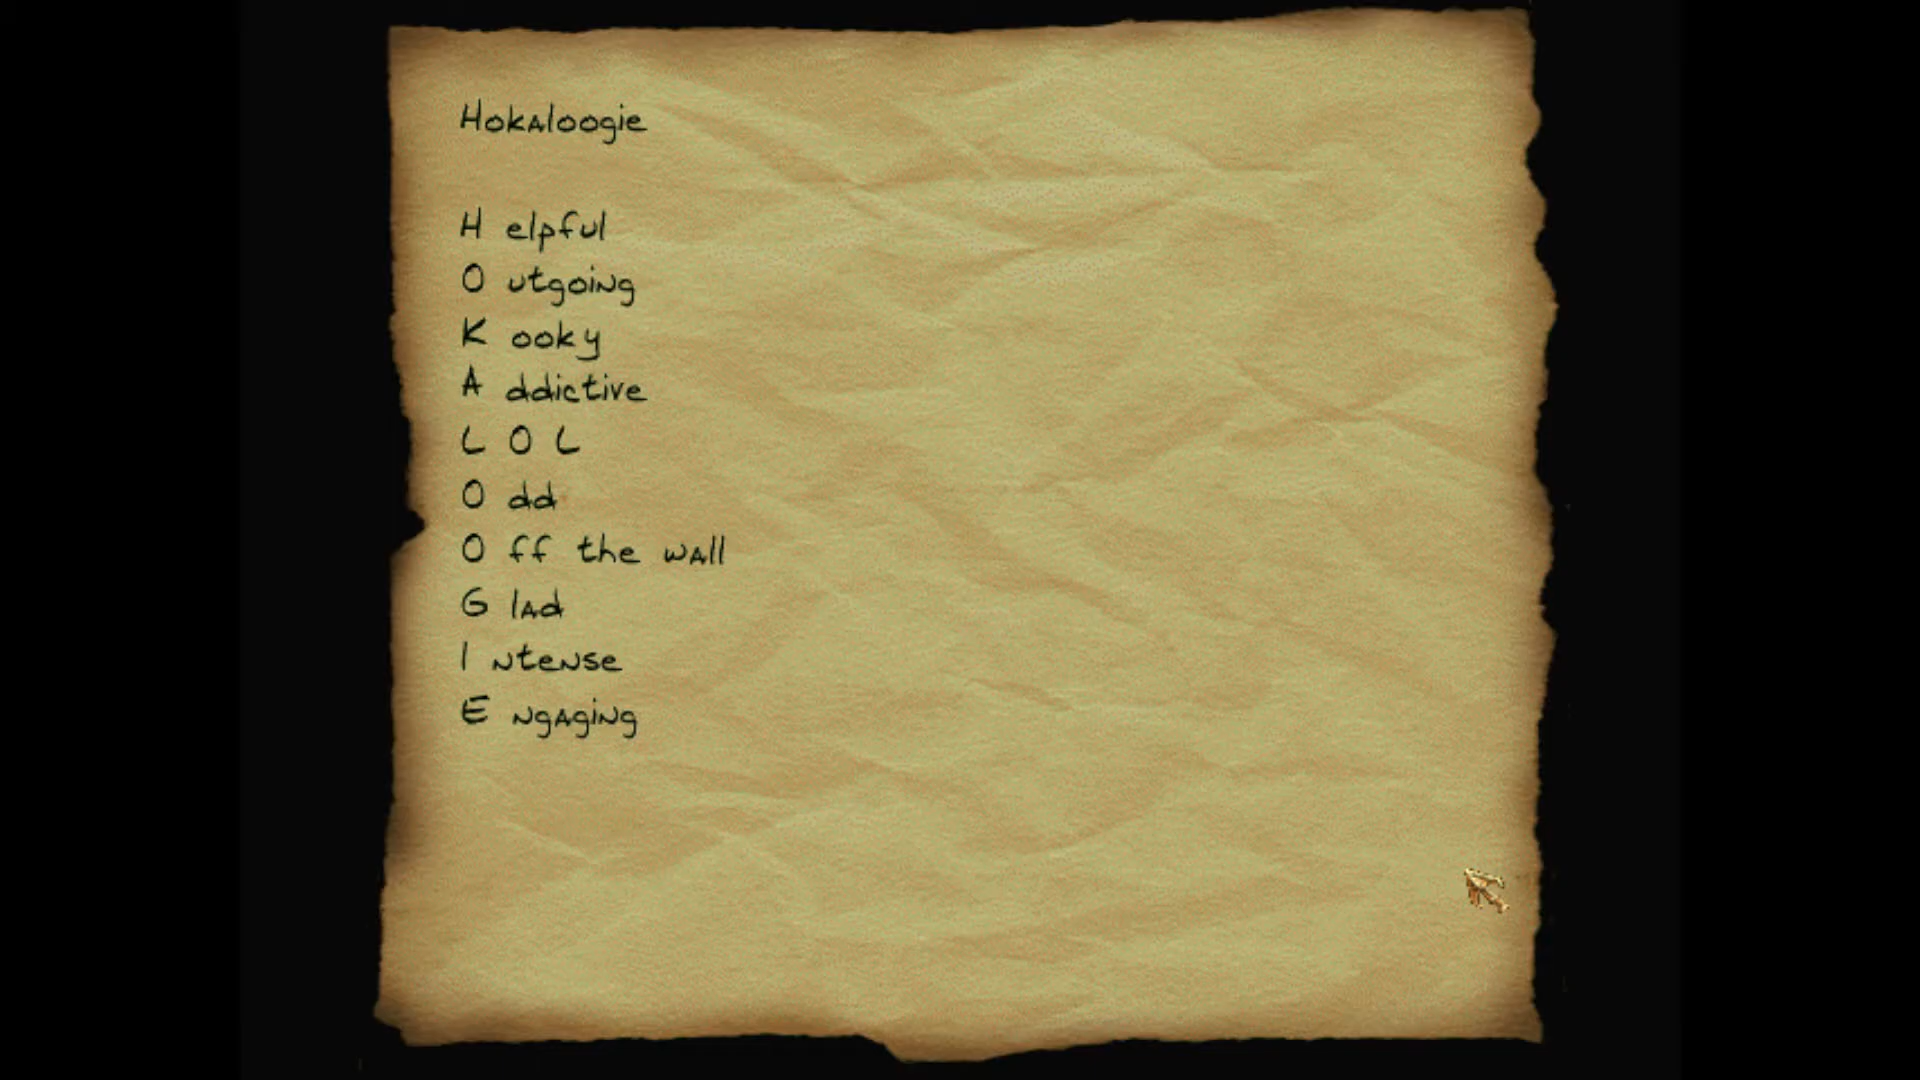 Hokaloogie
H elpful
O utgoing
K ooky
A ddictive
L O L
O dd
O ff the wall
G lad
I ntense
E ngaging